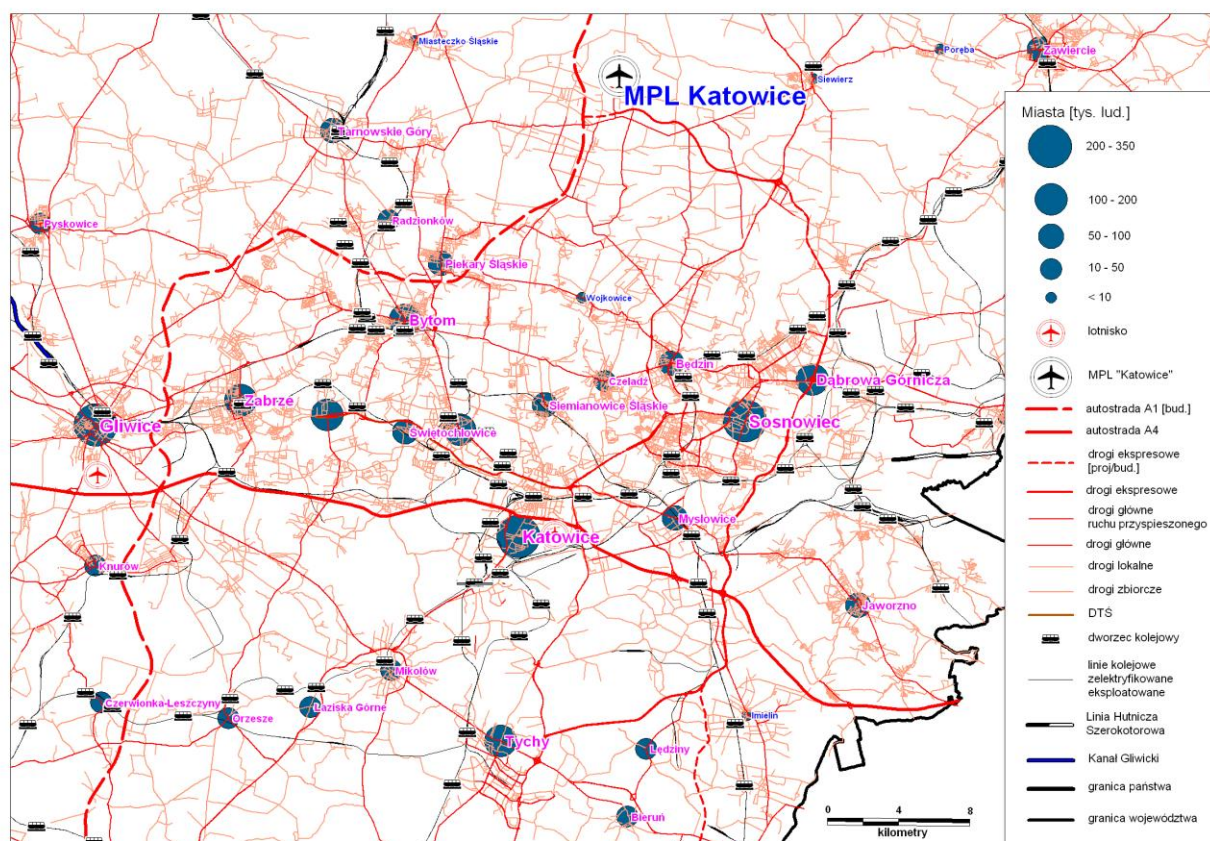 Miasteczko Śląskie
Poręba
Zawiercie
Siewierz
MPL Katowice
Tarnowskie Góry
Pyskowice
Radzionków
Piekary Śląskie
Wojkowice
Bytom
Będzin
Czeladź
Dąbrowa-Górnicza
Zabrze
Siemianowice Śląskie
Gliwice
Świętochłowice
Sosnowiec
Katowice
Mysłowice
Knurów
Jaworzno
Mikołów
Czerwionka-Leszczyny
Łaziska Górne
Orzesze
Imielin
Tychy
Lędziny
Bieruń
0 4 8
kilometry
Miasta [tys. lud.]
200 - 350
100 - 200
50 - 100
10 - 50
< 10
lotnisko
MPL "Katowice"
autostrada A1 [bud.]
autostrada A4
drogi ekspresowe
[proj/bud.]
drogi ekspresowe
drogi główne
ruchu przyspieszonego
drogi główne
drogi lokalne
drogi zbiorcze
DTŚ
dworzec kolejowy
linie kolejowe
zelektryfikowane
eksploatowane
Linia Hutnicza
Szerokotorowa
Kanał Gliwicki
granica państwa
granica województwa